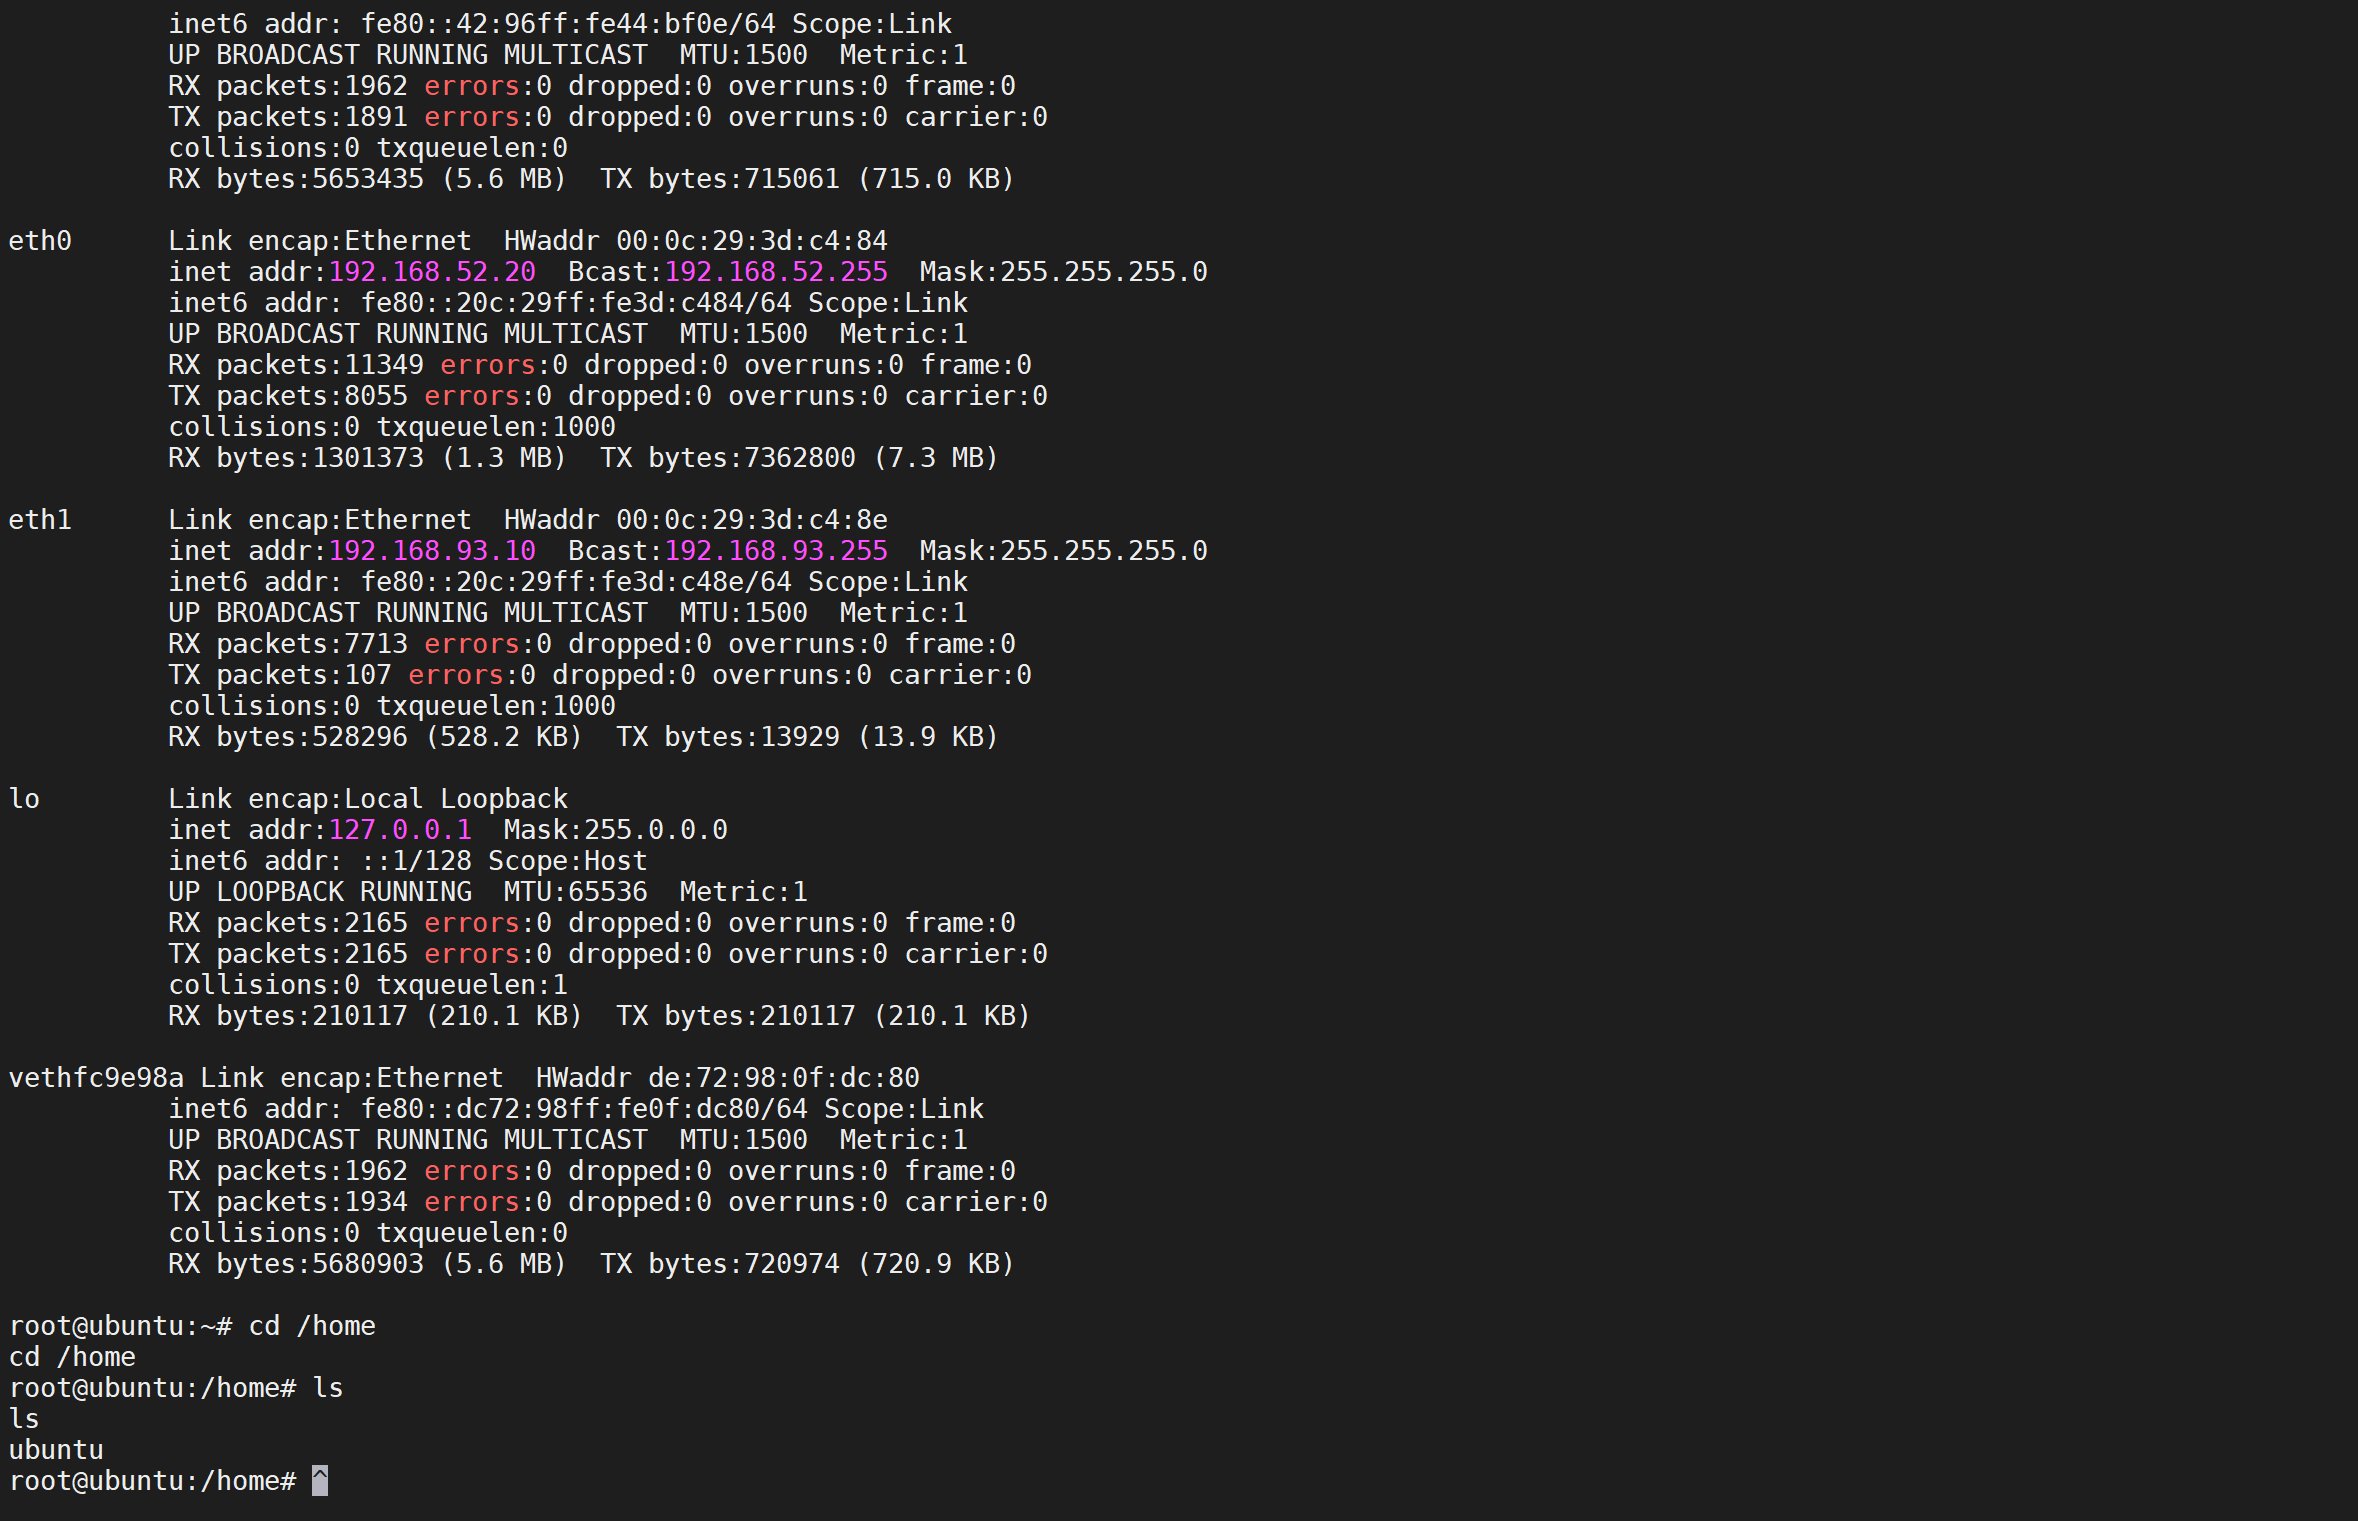 inet6 addr: fe80::42:96ff:fe44:bf0e/64 Scope:Link
UP BROADCAST RUNNING MULTICAST  MTU:1500  Metric:1
RX packets:1962 errors:0 dropped:0 overruns:0 frame:0
TX packets:1891 errors:0 dropped:0 overruns:0 carrier:0
collisions:0 txqueuelen:0
RX bytes:5653435 (5.6 MB)  TX bytes:715061 (715.0 KB)

eth0      Link encap:Ethernet  HWaddr 00:0c:29:3d:c4:84
inet addr:192.168.52.20  Bcast:192.168.52.255  Mask:255.255.255.0
inet6 addr: fe80::20c:29ff:fe3d:c484/64 Scope:Link
UP BROADCAST RUNNING MULTICAST  MTU:1500  Metric:1
RX packets:11349 errors:0 dropped:0 overruns:0 frame:0
TX packets:8055 errors:0 dropped:0 overruns:0 carrier:0
collisions:0 txqueuelen:1000
RX bytes:1301373 (1.3 MB)  TX bytes:7362800 (7.3 MB)

eth1      Link encap:Ethernet  HWaddr 00:0c:29:3d:c4:8e
inet addr:192.168.93.10  Bcast:192.168.93.255  Mask:255.255.255.0
inet6 addr: fe80::20c:29ff:fe3d:c48e/64 Scope:Link
UP BROADCAST RUNNING MULTICAST  MTU:1500  Metric:1
RX packets:7713 errors:0 dropped:0 overruns:0 frame:0
TX packets:107 errors:0 dropped:0 overruns:0 carrier:0
collisions:0 txqueuelen:1000
RX bytes:528296 (528.2 KB)  TX bytes:13929 (13.9 KB)

lo        Link encap:Local Loopback
inet addr:127.0.0.1  Mask:255.0.0.0
inet6 addr: ::1/128 Scope:Host
UP LOOPBACK RUNNING  MTU:65536  Metric:1
RX packets:2165 errors:0 dropped:0 overruns:0 frame:0
TX packets:2165 errors:0 dropped:0 overruns:0 carrier:0
collisions:0 txqueuelen:1
RX bytes:210117 (210.1 KB)  TX bytes:210117 (210.1 KB)

vethfc9e98a Link encap:Ethernet  HWaddr de:72:98:0f:dc:80
inet6 addr: fe80::dc72:98ff:fe0f:dc80/64 Scope:Link
UP BROADCAST RUNNING MULTICAST  MTU:1500  Metric:1
RX packets:1962 errors:0 dropped:0 overruns:0 frame:0
TX packets:1934 errors:0 dropped:0 overruns:0 carrier:0
collisions:0 txqueuelen:0
RX bytes:5680903 (5.6 MB)  TX bytes:720974 (720.9 KB)

root@ubuntu:~# cd /home
cd /home
root@ubuntu:/home# ls
ls
ubuntu
root@ubuntu:/home# ^